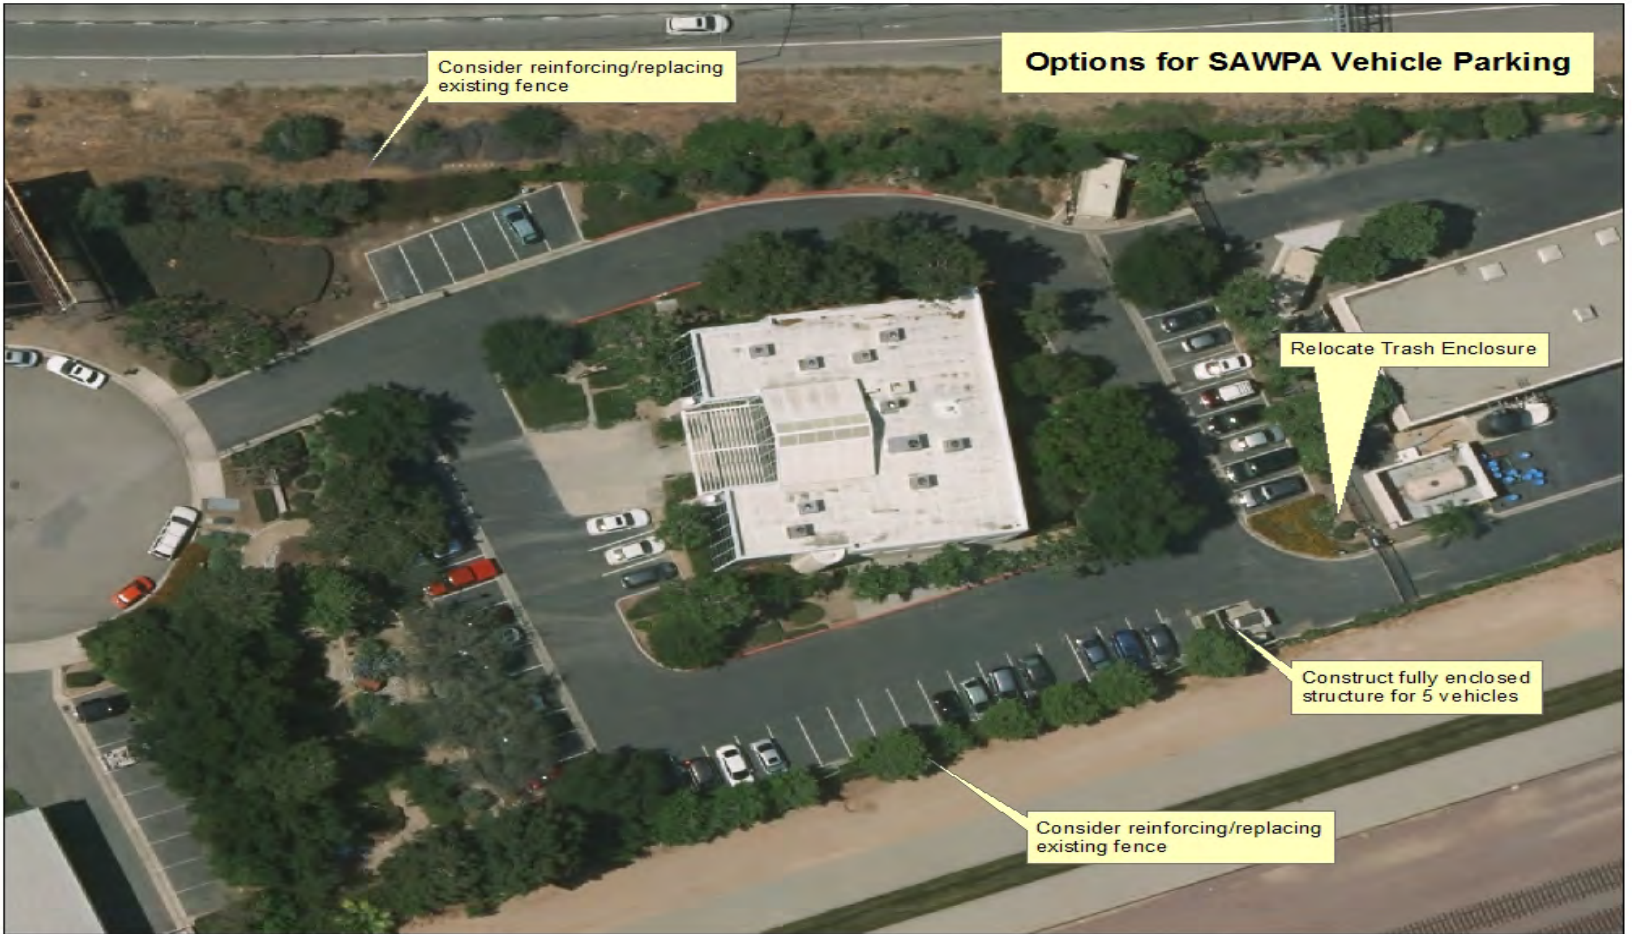 Options for SAWPA Vehicle Parking
Consider reinforcing/replacing
existing fence
Relocate Trash Enclosure
Construct fully enclosed
structure for 5 vehicles
Consider reinforcing/replacing
existing fence